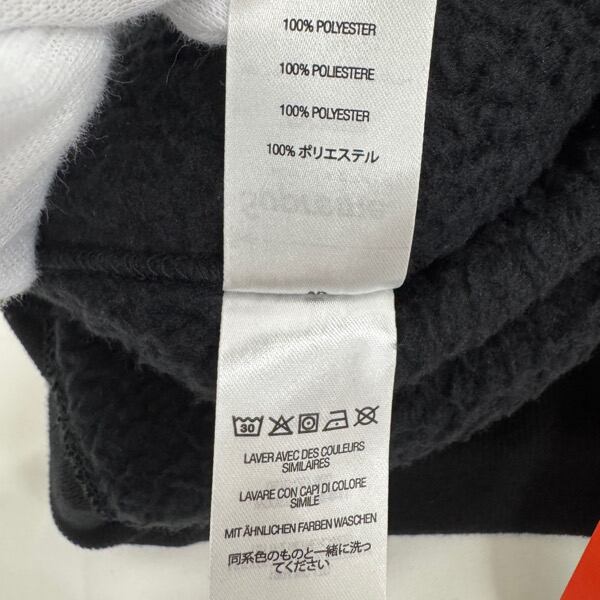 100% POLYESTER
100% POLIESTERE
100% POLYESTER
100% ポリエステル
30
LAVER AVEC DES COULEURS
SIMILAIRES
LAVARE CON CAPI DI COLORE
SIMILE
MIT ÄHNLICHEN FARBEN WASCHEN
同系色のものと一緒に洗っ
てください